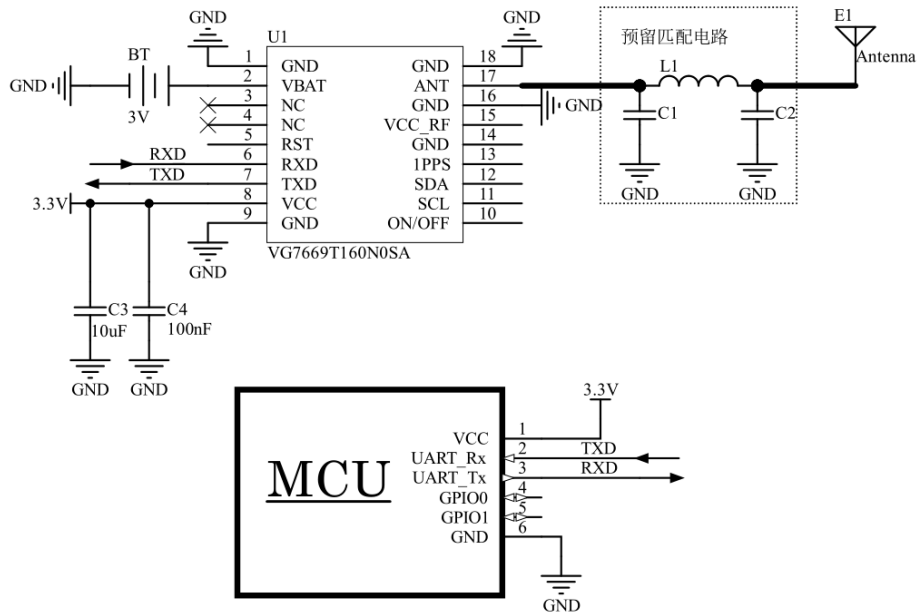 GND
U1
GND
预留匹配电路
E1
Antenna
BT
GND
3V
1 GND
2 VBAT
3 NC
4 NC
5 RST
RXD 6 RXD
TXD 7 TXD
3.3V 8 VCC
9 GND
GND 18
ANT 17
GND 16
VCC_RF 15
GND 14
1PPS 13
SDA 12
SCL 11
ON/OFF 10
GND
L1
C1
C2
GND
GND
GND
VG7669T160N0SA
C3
10uF
C4
100nF
GND
GND
MCU
3.3V
VCC 1
UART_Rx 2 TXD
UART_Tx 3 RXD
GPIO0 4
GPIO1 5
GND 6
GND